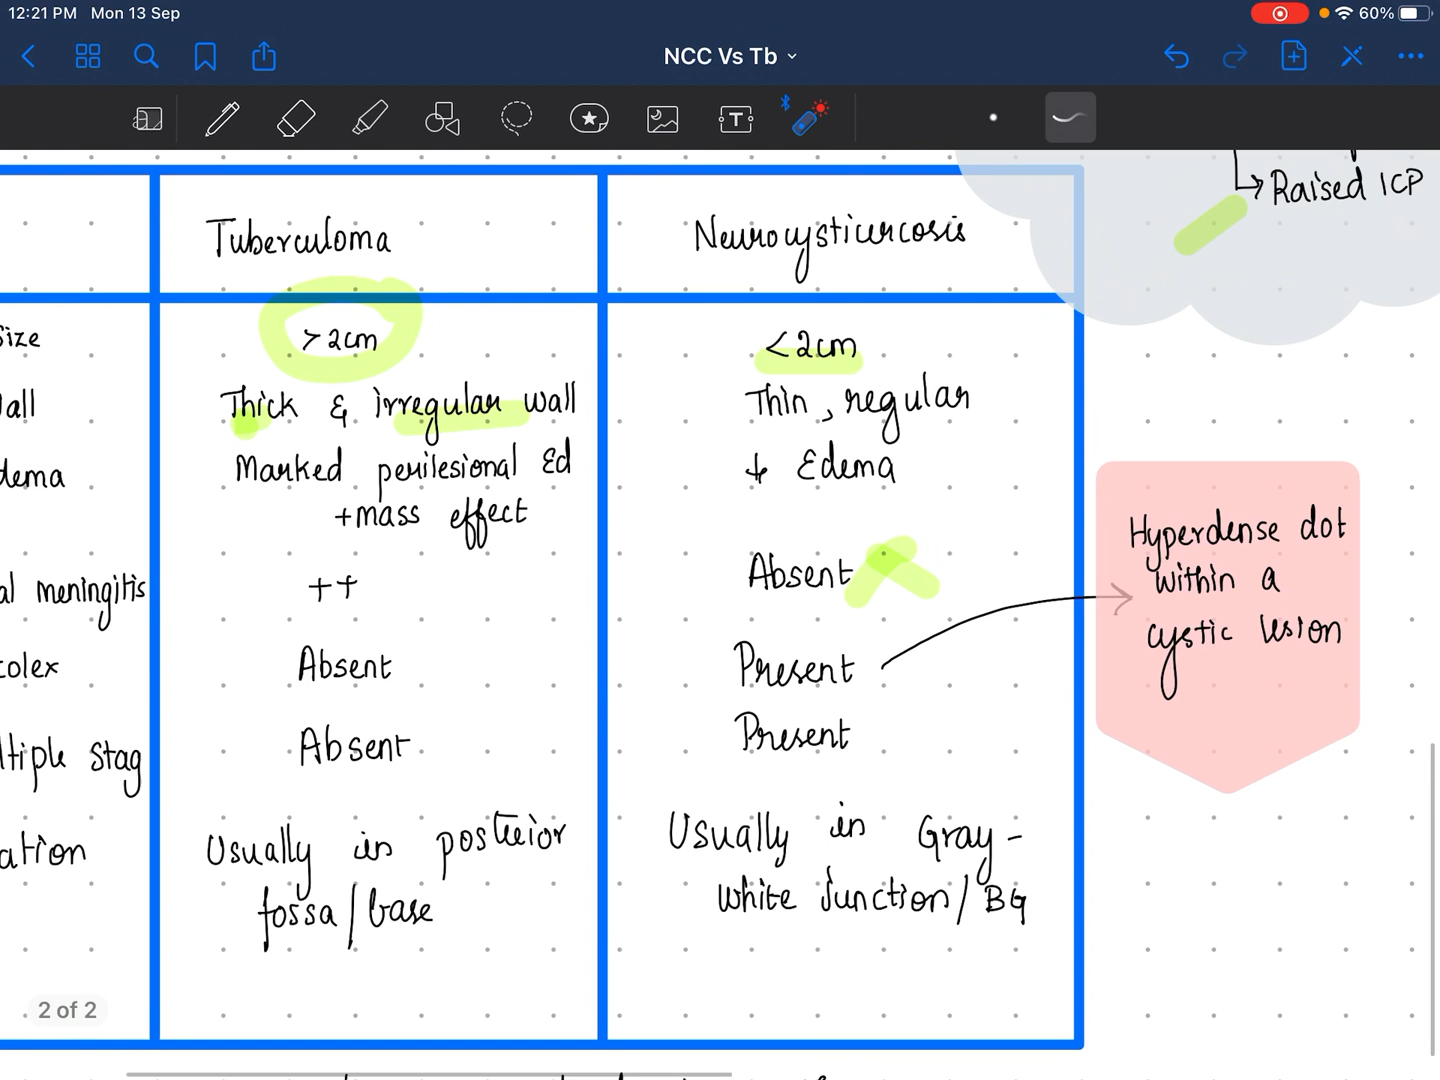 12:21 PM Mon 13 Sep
60%
NCC Vs Tb
Raised ICP
Tuberculoma
Neurocysticercosis
Size
> 2cm
< 2cm
all
Thick & irregular wall
Thin, regular
dema
Marked perilesional Ed
+mass effect
↓ Edema
al meningitis
++
Absent
colex
Absent
Present
Hyperdense dot
within a
cystic lesion
ltiple stag
Absent
Present
ation
Usually in posterior
fossa/base
Usually in Gray-
white Junction/BG
2 of 2